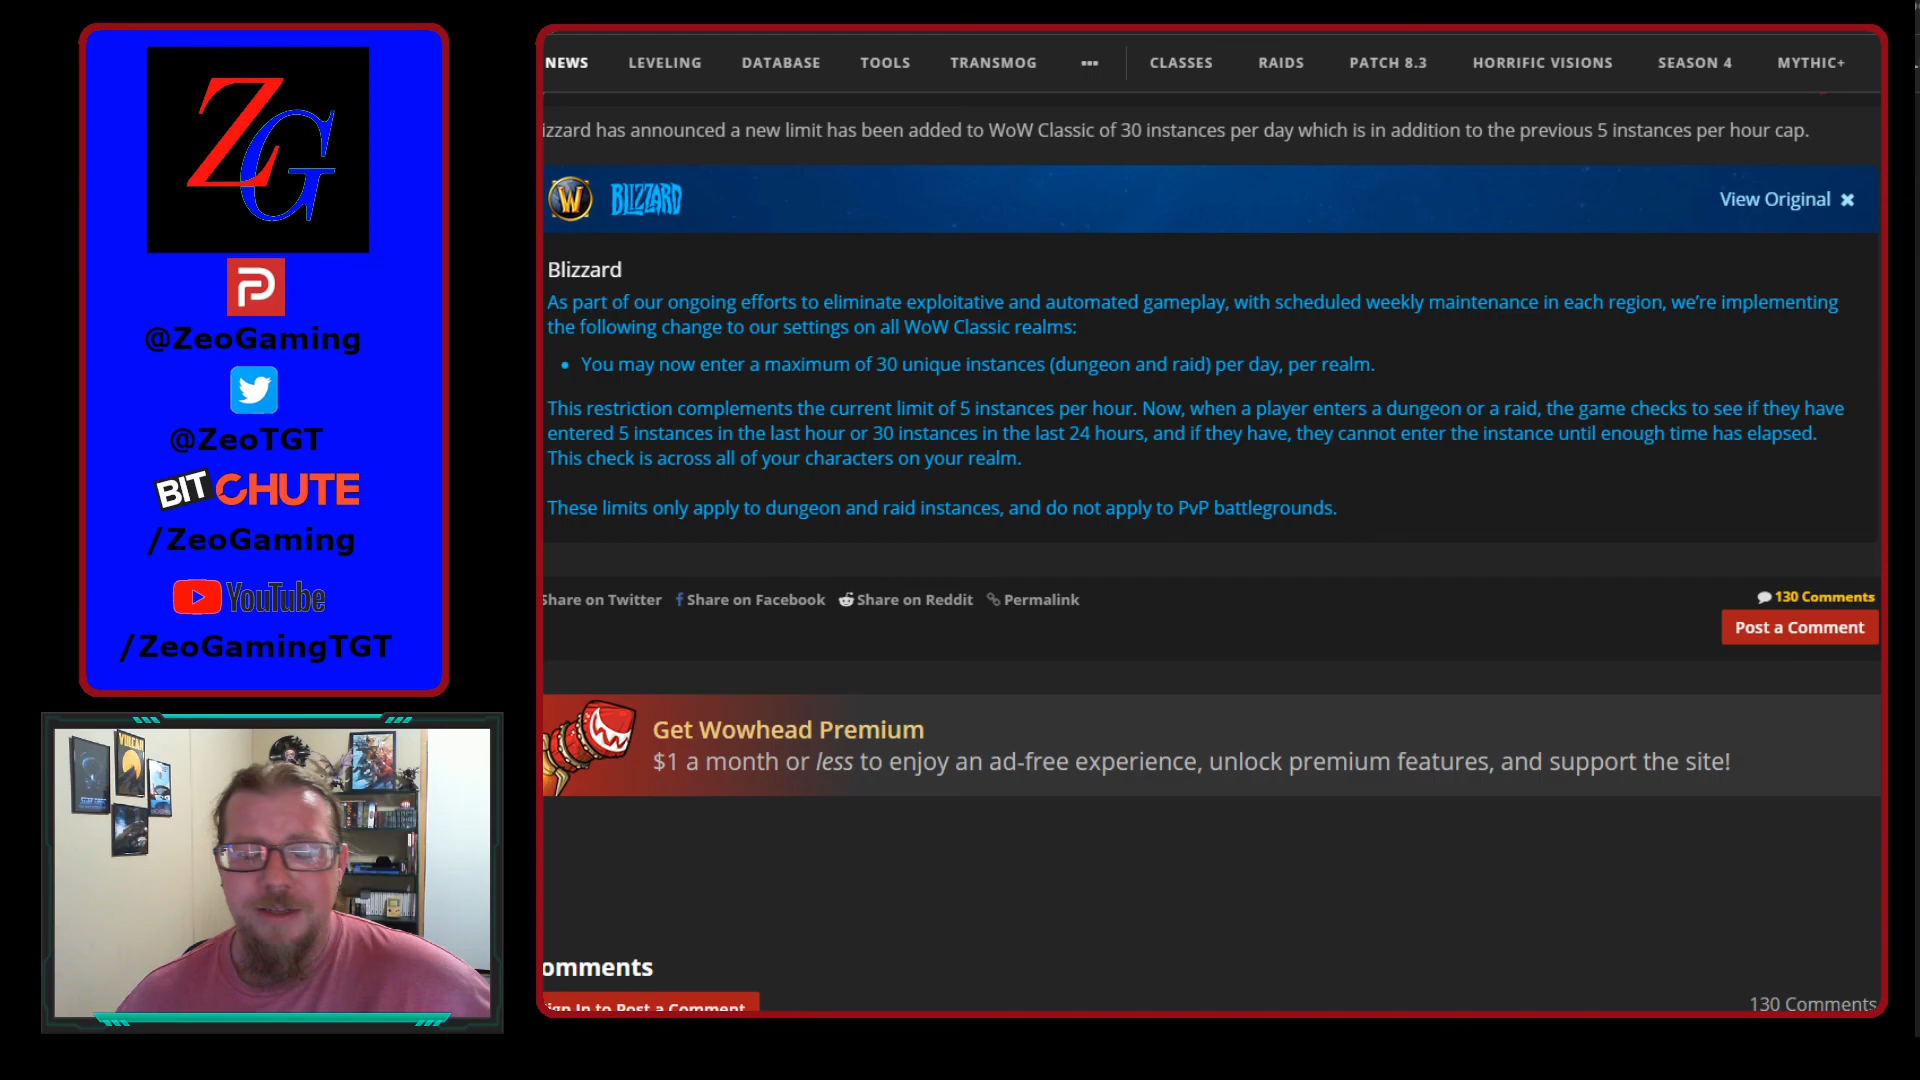 ZG
@ZeoGaming
@ZeoTGT
BITCHUTE
/ZeoGaming
YouTube
/ZeoGamingTGT
VULCAN
NEWS LEVELING DATABASE TOOLS TRANSMOG ••• CLASSES RAIDS PATCH 8.3 HORRIFIC VISIONS SEASON 4 MYTHIC+
izzard has announced a new limit has been added to WoW Classic of 30 instances per day which is in addition to the previous 5 instances per hour cap.
W BLIZZARD View Original ✖
Blizzard
As part of our ongoing efforts to eliminate exploitative and automated gameplay, with scheduled weekly maintenance in each region, we’re implementing
the following change to our settings on all WoW Classic realms:
• You may now enter a maximum of 30 unique instances (dungeon and raid) per day, per realm.
This restriction complements the current limit of 5 instances per hour. Now, when a player enters a dungeon or a raid, the game checks to see if they have
entered 5 instances in the last hour or 30 instances in the last 24 hours, and if they have, they cannot enter the instance until enough time has elapsed.
This check is across all of your characters on your realm.
These limits only apply to dungeon and raid instances, and do not apply to PvP battlegrounds.
Share on Twitter Share on Facebook Share on Reddit Permalink
130 Comments
Post a Comment
Get Wowhead Premium
$1 a month or less to enjoy an ad-free experience, unlock premium features, and support the site!
omments
ign In to Post a Comment
130 Comments